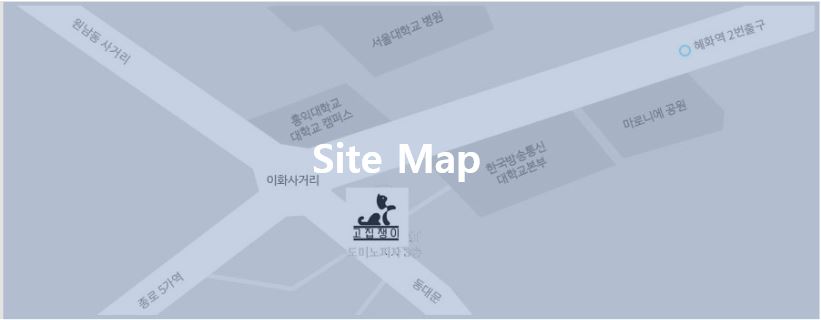 원남동 사거리
서울대학교 병원
혜화역 2번출구
홍익대학교
대학교 캠퍼스
마로니에 공원
Site Map
한국방송통신
대학교본부
이화사거리
고집쟁이
도미노피자 3층
종로 5가역
동대문